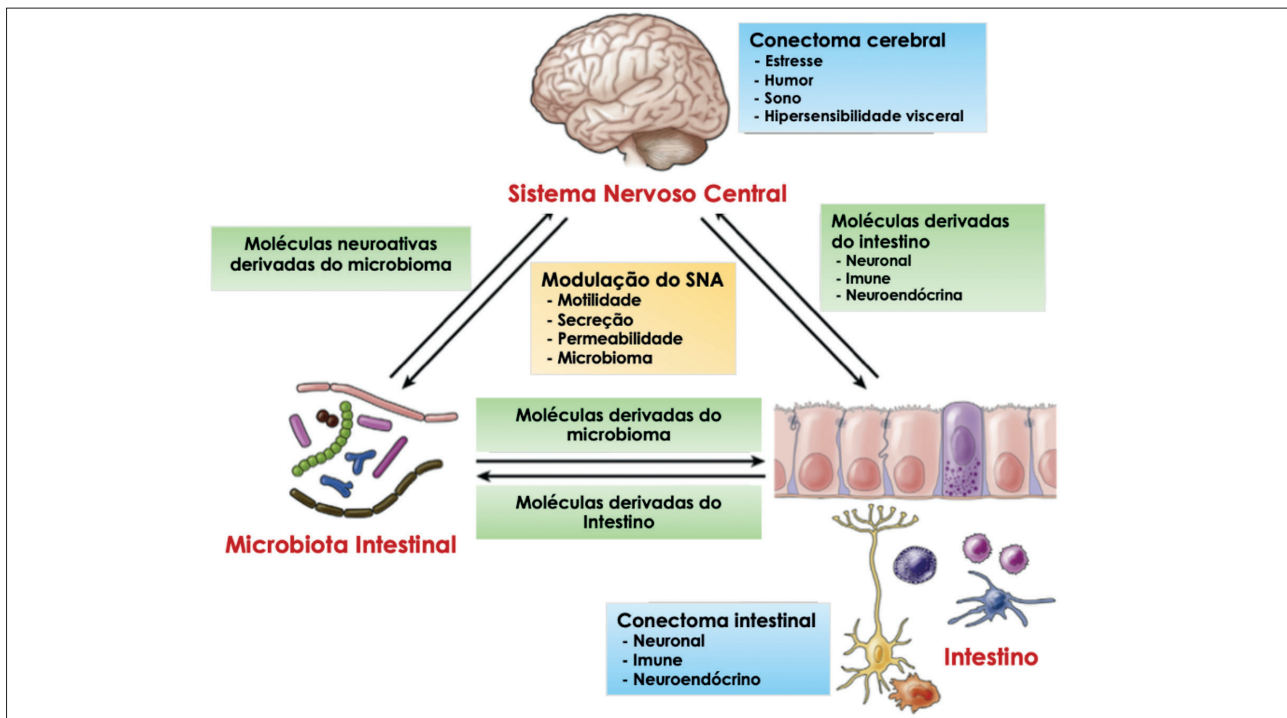 Conectoma cerebral
- Estresse
- Humor
- Sono
- Hipersensibilidade visceral
Sistema Nervoso Central
Moléculas neuroativas
derivadas do microbioma
Modulação do SNA
- Motilidade
- Secreção
- Permeabilidade
- Microbioma
Moléculas derivadas
do intestino
- Neuronal
- Imune
- Neuroendócrina
Moléculas derivadas do
microbioma
Moléculas derivadas do
Intestino
Microbiota Intestinal
Conectoma intestinal
- Neuronal
- Imune
- Neuroendócrino
Intestino